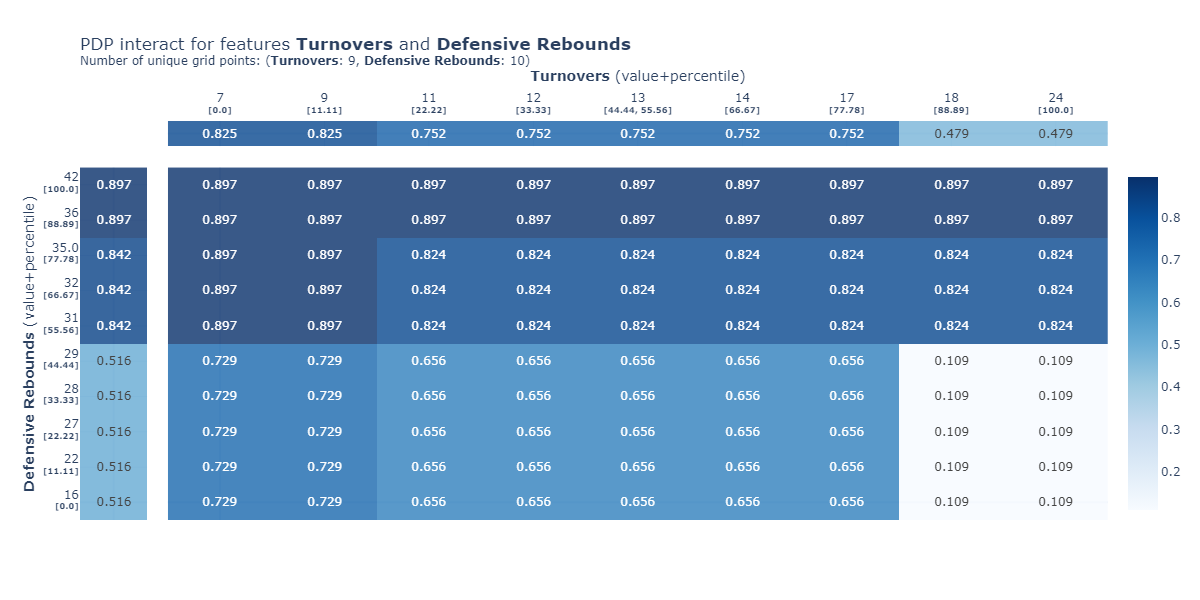 PDP interact for features Turnovers and Defensive Rebounds
Number of unique grid points: (Turnovers: 9, Defensive Rebounds: 10)
Turnovers (value+percentile)
7 9 11 12 13 14 17 18 24
[0.0] [11.11] [22.22] [33.33] [44.44, 55.56] [66.67] [77.78] [88.89] [100.0]
0.825 0.825 0.752 0.752 0.752 0.752 0.752 0.479 0.479
Defensive Rebounds (value+percentile)
42 0.897 0.897 0.897 0.897 0.897 0.897 0.897 0.897 0.897 0.897
[100.0]
36 0.897 0.897 0.897 0.897 0.897 0.897 0.897 0.897 0.897 0.897
[88.89]
35.0 0.842 0.897 0.897 0.824 0.824 0.824 0.824 0.824 0.824 0.824
[77.78]
32 0.842 0.897 0.897 0.824 0.824 0.824 0.824 0.824 0.824 0.824
[66.67]
31 0.842 0.897 0.897 0.824 0.824 0.824 0.824 0.824 0.824 0.824
[55.56]
29 0.516 0.729 0.729 0.656 0.656 0.656 0.656 0.656 0.109 0.109
[44.44]
28 0.516 0.729 0.729 0.656 0.656 0.656 0.656 0.656 0.109 0.109
[33.33]
27 0.516 0.729 0.729 0.656 0.656 0.656 0.656 0.656 0.109 0.109
[22.22]
22 0.516 0.729 0.729 0.656 0.656 0.656 0.656 0.656 0.109 0.109
[11.11]
16 0.516 0.729 0.729 0.656 0.656 0.656 0.656 0.656 0.109 0.109
[0.0]
0.8
0.7
0.6
0.5
0.4
0.3
0.2